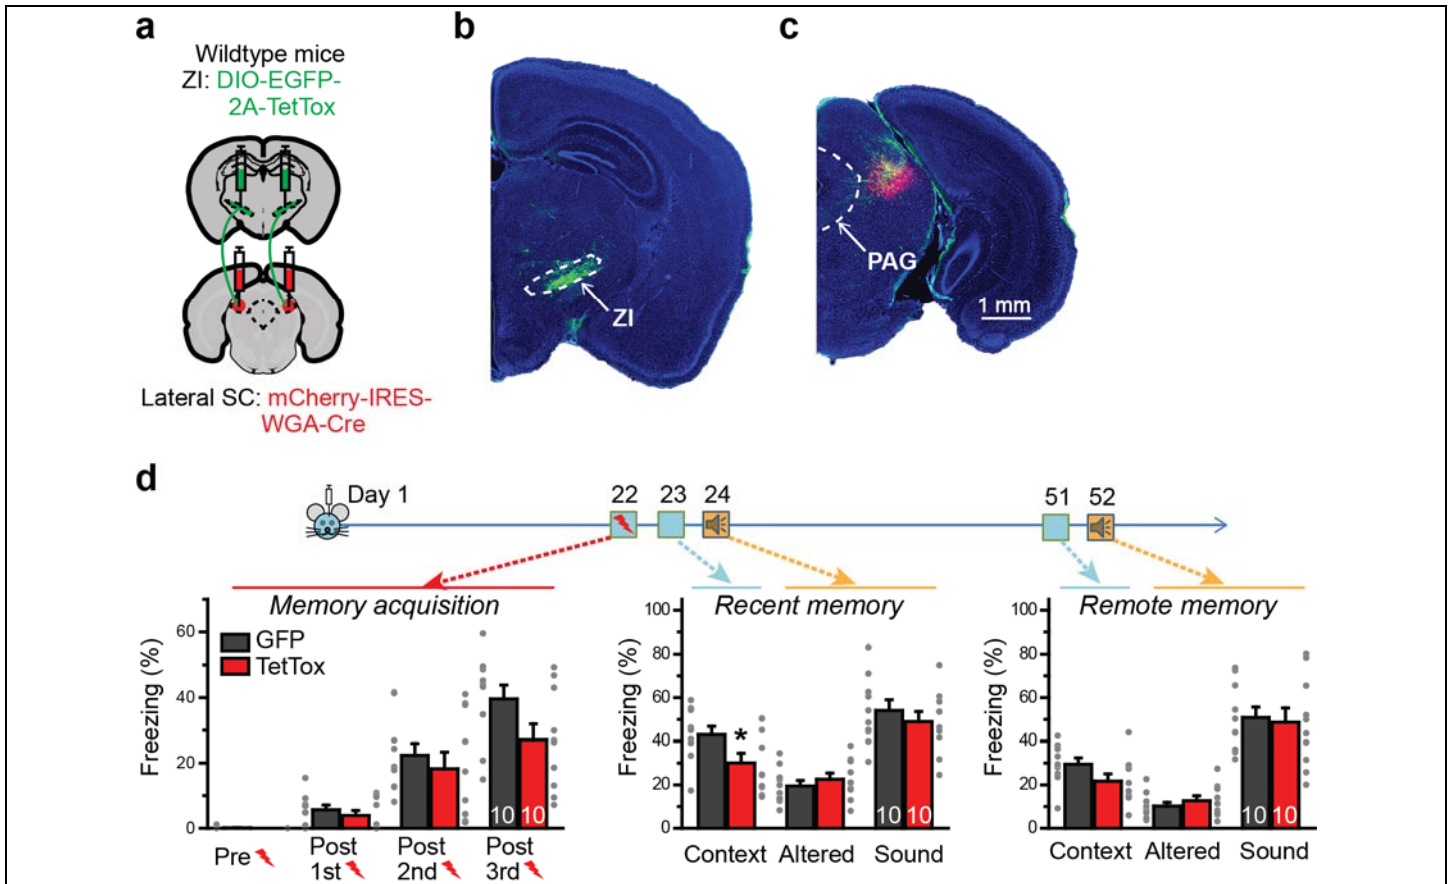 a
Wildtype mice
ZI: DIO-EGFP-
2A-TetTox
Lateral SC: mCherry-IRES-
WGA-Cre
b
ZI
c
PAG
1 mm
d
Day 1
22
23
24
51
52
Memory acquisition
Freezing (%)
60
40
20
0
GFP
TetTox
10
10
Pre
Post
1st
Post
2nd
Post
3rd
Recent memory
Freezing (%)
100
80
60
40
20
0
*
10
10
Context
Altered
Sound
Remote memory
Freezing (%)
100
80
60
40
20
0
10
10
Context
Altered
Sound